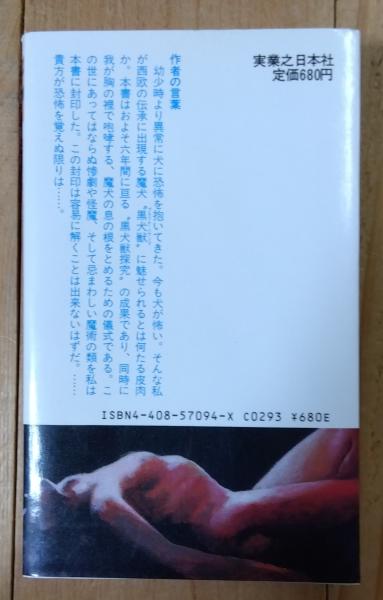 実業之日本社
定価680円
作者の言葉
幼少時より異常に犬に恐怖を抱いてきた。今も犬が怖い。そんな私
が西欧の伝承に出現する魔犬〝黒犬獣〟に魅せられるとは何たる皮肉
か。本書はおよそ六年間に亘る〝黒犬獣探究〟の成果であり、同時に
我が胸の裡で咆哮する、魔犬の息の根をとめるための儀式である。こ
の世にあってはならぬ惨劇や怪魔、そして忌まわしい魔術の類を私は
本書に封印した。この封印は容易に解くことは出来ないはずだ。……
貴方が恐怖を覚えぬ限りは……。
ISBN4-408-57094-X C0293 ¥680E